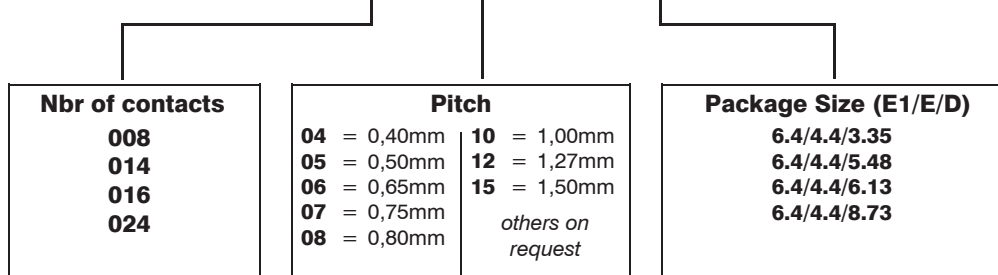 Nbr of contacts
008
014
016
024
Pitch
04 = 0,40mm
05 = 0,50mm
06 = 0,65mm
07 = 0,75mm
08 = 0,80mm
10 = 1,00mm
12 = 1,27mm
15 = 1,50mm
others on
request
Package Size (E1/E/D)
6.4/4.4/3.35
6.4/4.4/5.48
6.4/4.4/6.13
6.4/4.4/8.73